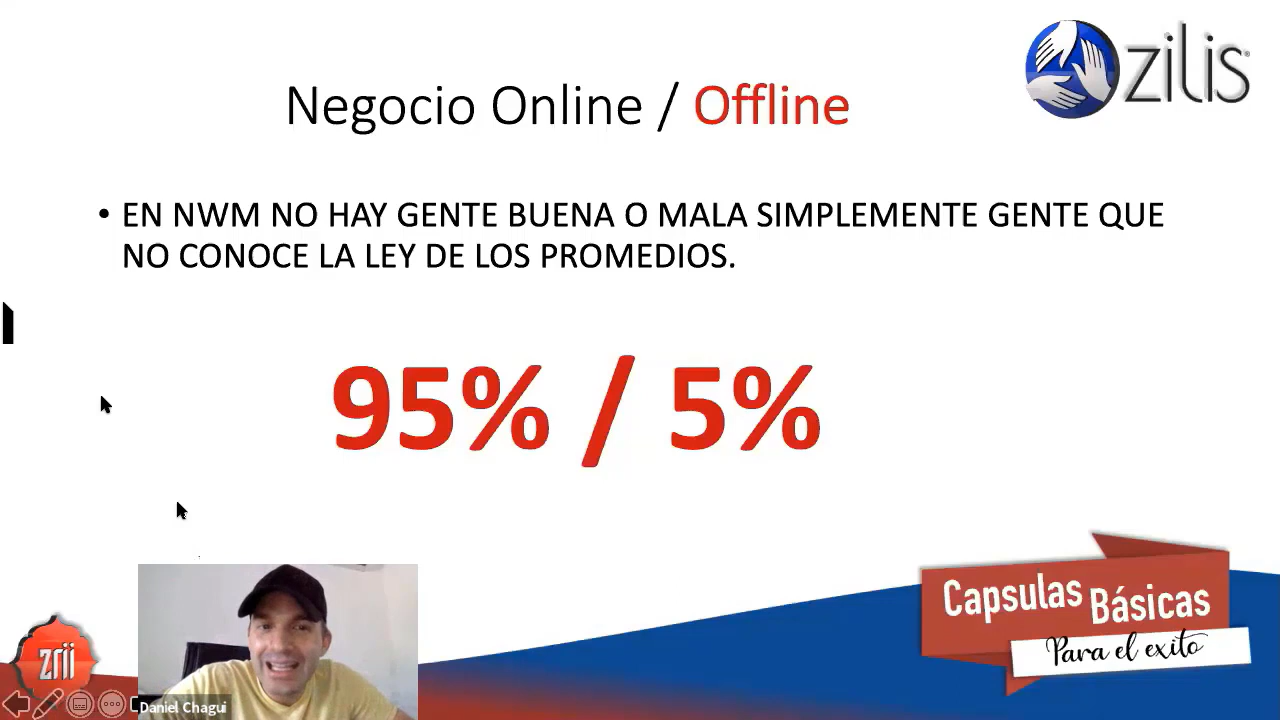 zilis
Negocio Online / Offline
• EN NWM NO HAY GENTE BUENA O MALA SIMPLEMENTE GENTE QUE
NO CONOCE LA LEY DE LOS PROMEDIOS.
95% / 5%
Capsulas Básicas
Para el exito
zrii
Daniel Chagui